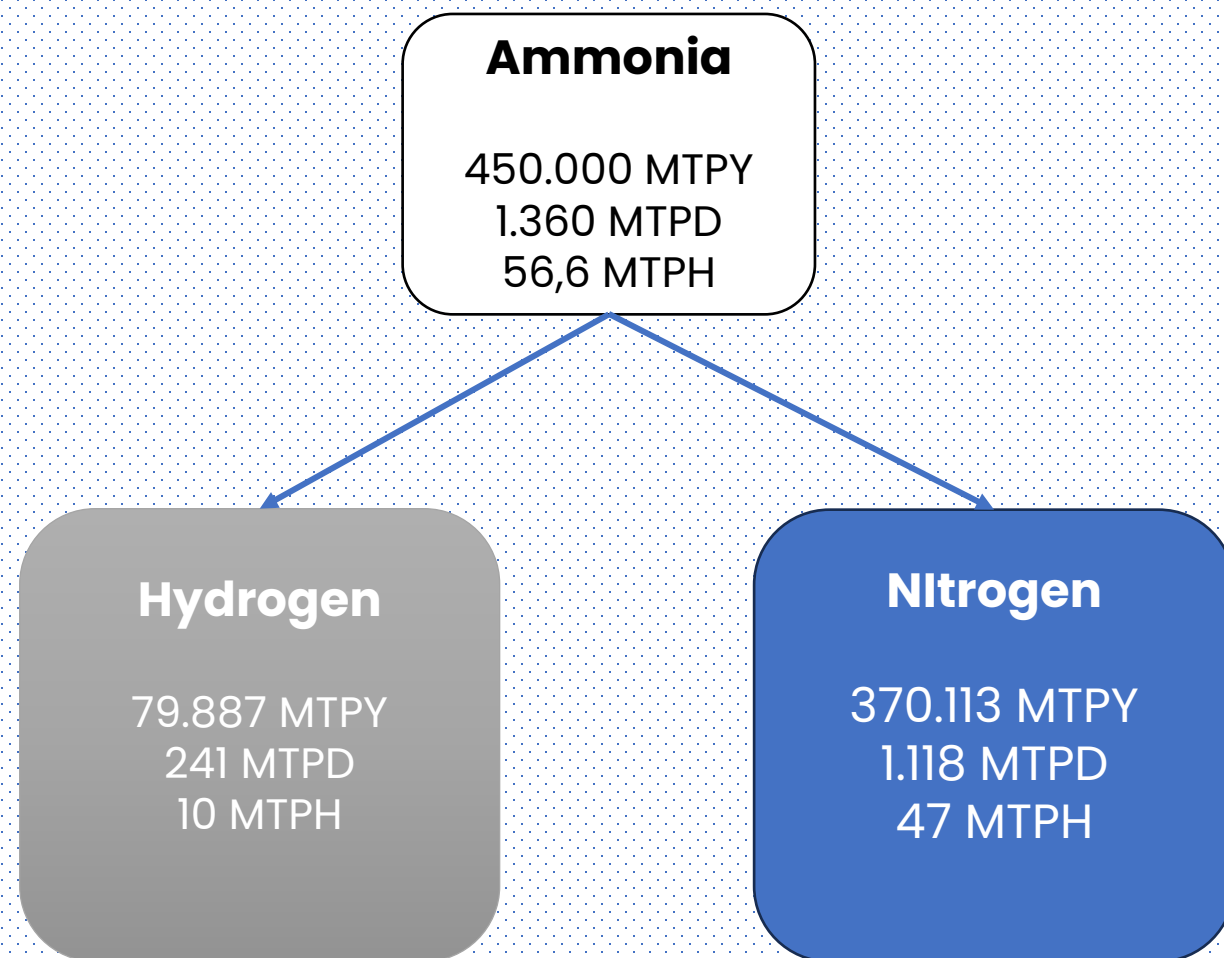 Ammonia
450.000 MTPY
1.360 MTPD
56,6 MTPH
Hydrogen
79.887 MTPY
241 MTPD
10 MTPH
NItrogen
370.113 MTPY
1.118 MTPD
47 MTPH